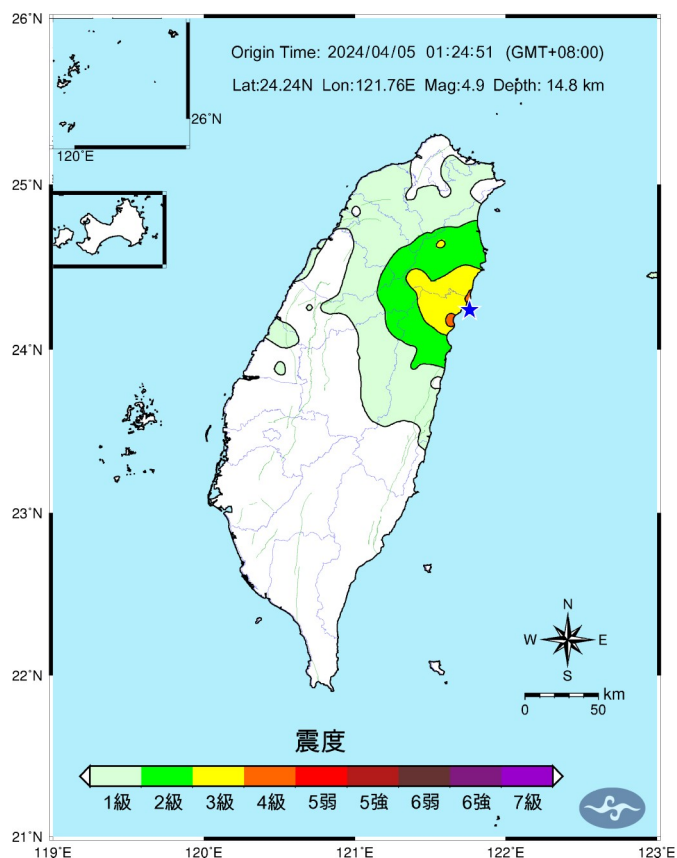 26°N
Origin Time: 2024/04/05 01:24:51 (GMT+08:00)
Lat:24.24N Lon:121.76E Mag:4.9 Depth: 14.8 km
26°N
120°E
25°N
24°N
23°N
22°N
21°N
N
W E
S
km
0 50
震度
1級 2級 3級 4級 5弱 5強 6弱 6強 7級
119°E 120°E 121°E 122°E 123°E